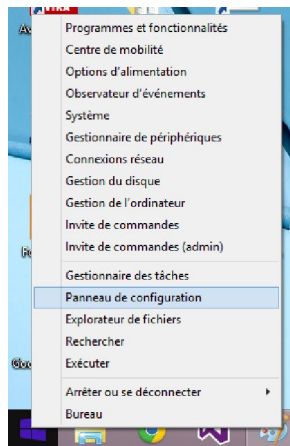 Programmes et fonctionnalités
Centre de mobilité
Options d'alimentation
Observateur d'événements
Système
Gestionnaire de périphériques
Connexions réseau
Gestion du disque
Gestion de l'ordinateur
Invite de commandes
Invite de commandes (admin)
Gestionnaire des tâches
Panneau de configuration
Explorateur de fichiers
Rechercher
Exécuter
Arrêter ou se déconnecter
Bureau